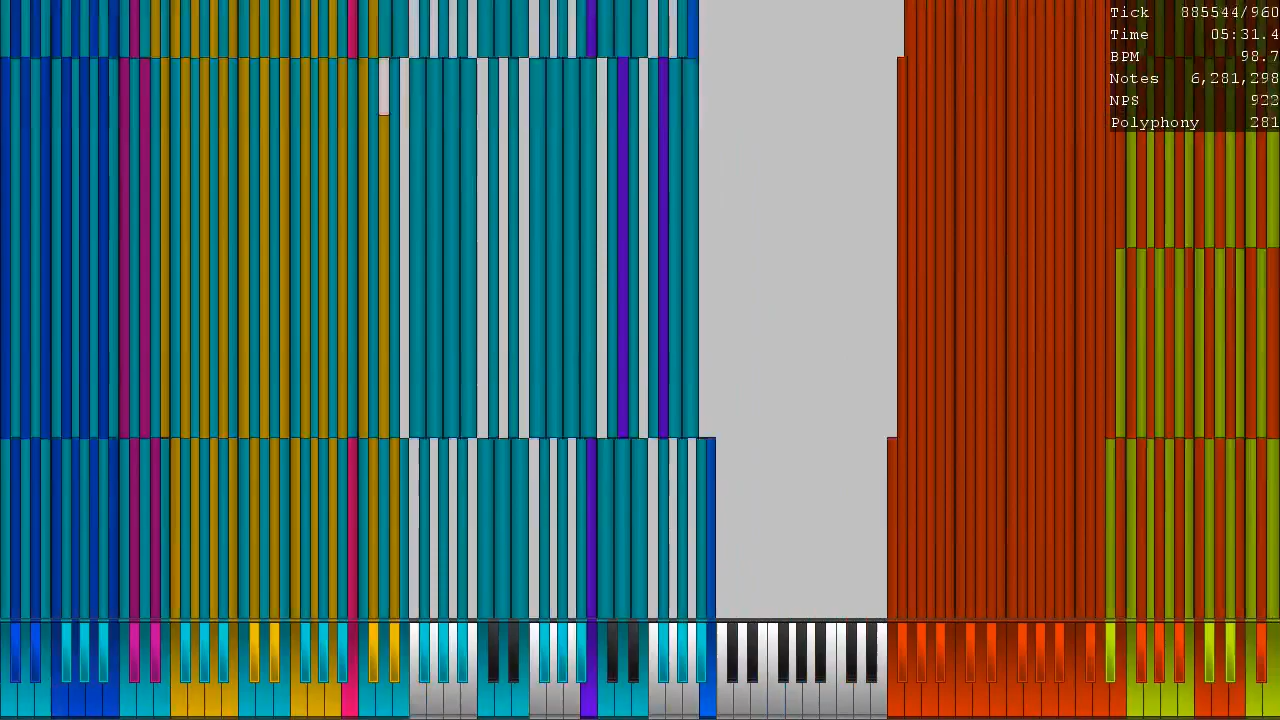 Tick 885544/960
Time 05:31.4
BPM 98.7
Notes 6,281,298
NPS 922
Polyphony 281